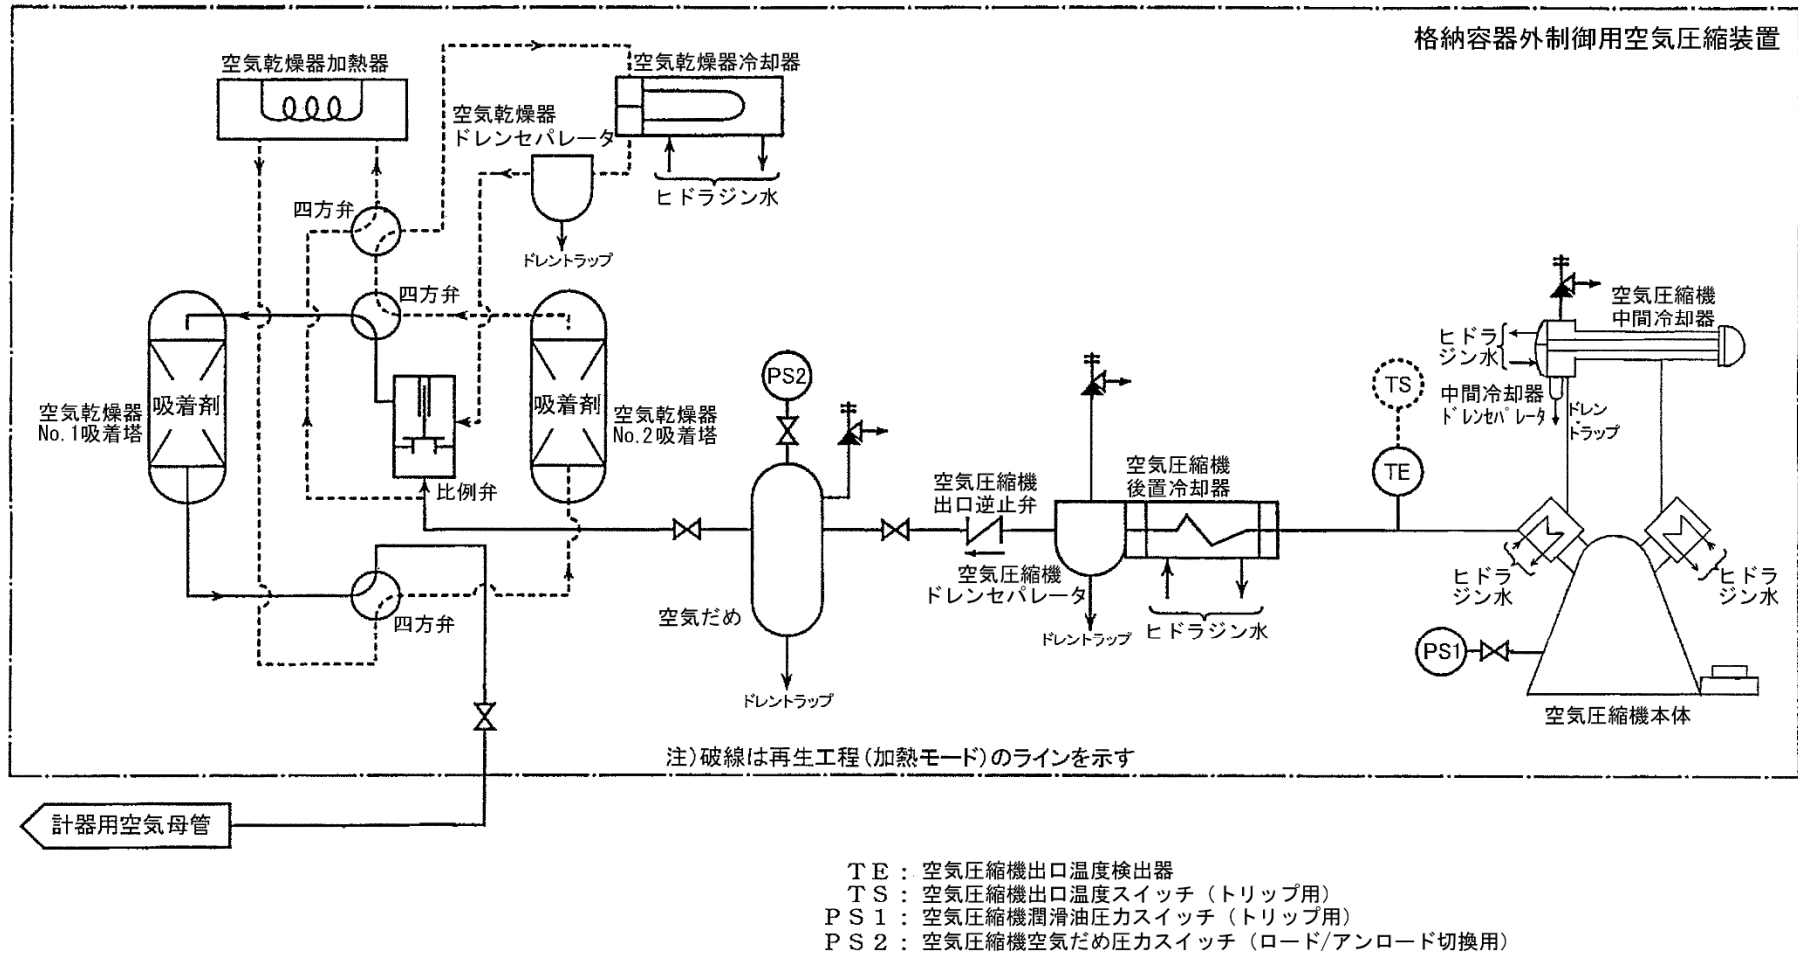 格納容器外制御用空気圧縮装置
空気乾燥器加熱器
空気乾燥器冷却器
空気乾燥器
ドレンセパレータ
ヒドラジン水
四方弁
ドレントラップ
四方弁
空気圧縮機
中間冷却器
ヒドラ
ジン水
中間冷却器
ドレンセパレータ
ドレン
トラップ
PS2
TS
吸着剤
吸着剤
空気乾燥器
No.1吸着塔
空気乾燥器
No.2吸着塔
TE
空気圧縮機
後置冷却器
空気圧縮機
出口逆止弁
比例弁
空気圧縮機
ドレンセパレータ
ヒドラ
ジン水
ヒドラ
ジン水
四方弁
空気だめ
ドレントラップ
ヒドラジン水
PS1
ドレントラップ
空気圧縮機本体
注)破線は再生工程(加熱モード)のラインを示す
計器用空気母管
TE:空気圧縮機出口温度検出器
TS:空気圧縮機出口温度スイッチ(トリップ用)
PS1:空気圧縮機潤滑油圧力スイッチ(トリップ用)
PS2:空気圧縮機空気だめ圧力スイッチ(ロード/アンロード切換用)